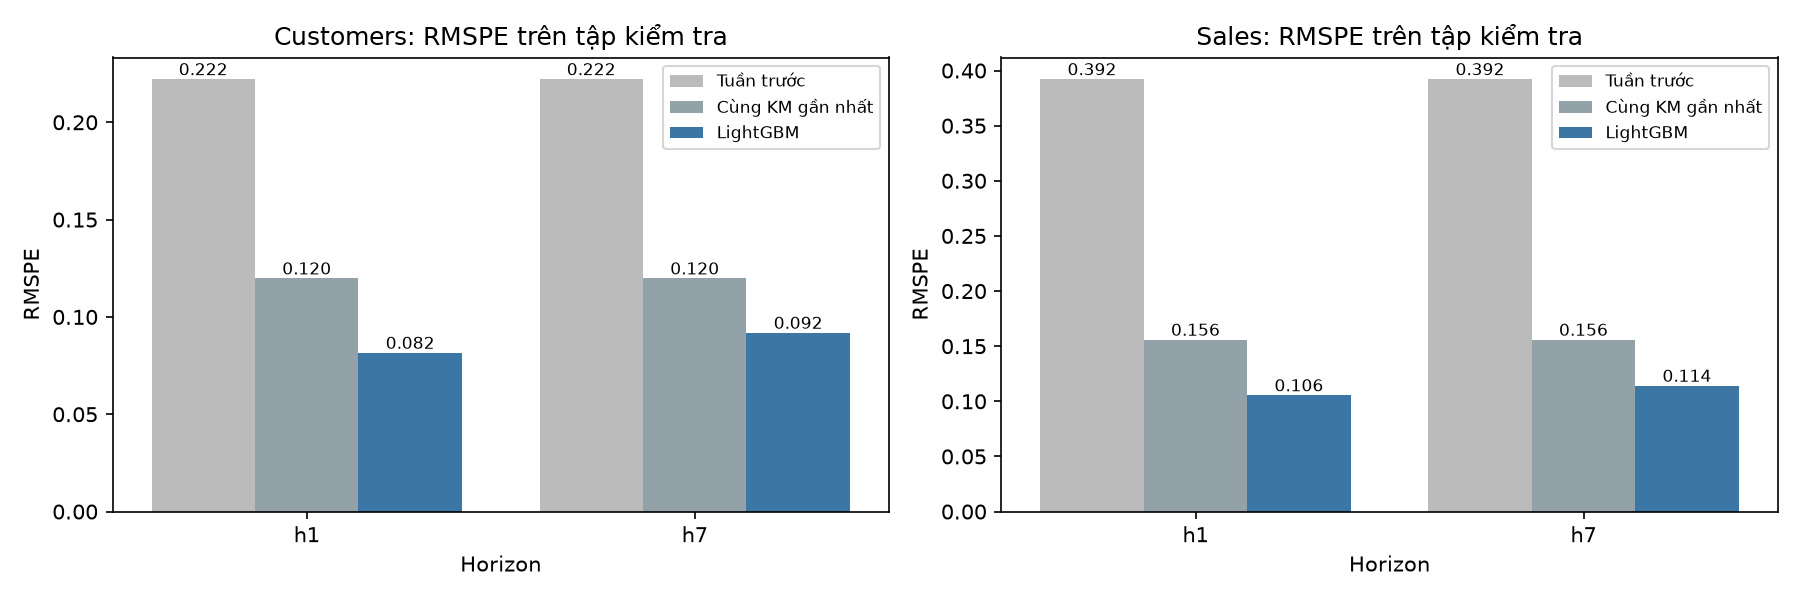 Customers: RMSPE trên tập kiểm tra
RMSPE
0.20
0.15
0.10
0.05
0.00
0.222
0.120
0.082
0.222
0.120
0.092
Tuần trước
Cùng KM gần nhất
LightGBM
h1
h7
Horizon
Sales: RMSPE trên tập kiểm tra
RMSPE
0.40
0.35
0.30
0.25
0.20
0.15
0.10
0.05
0.00
0.392
0.156
0.106
0.392
0.156
0.114
Tuần trước
Cùng KM gần nhất
LightGBM
h1
h7
Horizon